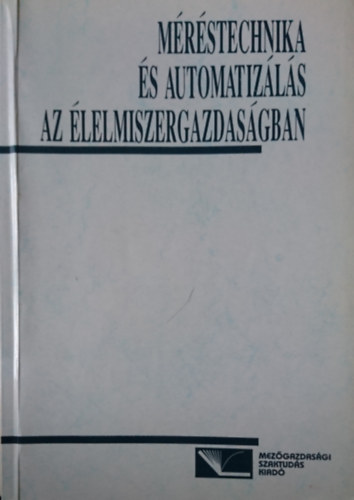 MÉRÉSTECHNIKA
ÉS AUTOMATIZÁLÁS
AZ ÉLELMISZERGAZDASÁGBAN
MEZŐGAZDASÁGI
SZAKTUDÁS
KIADÓ